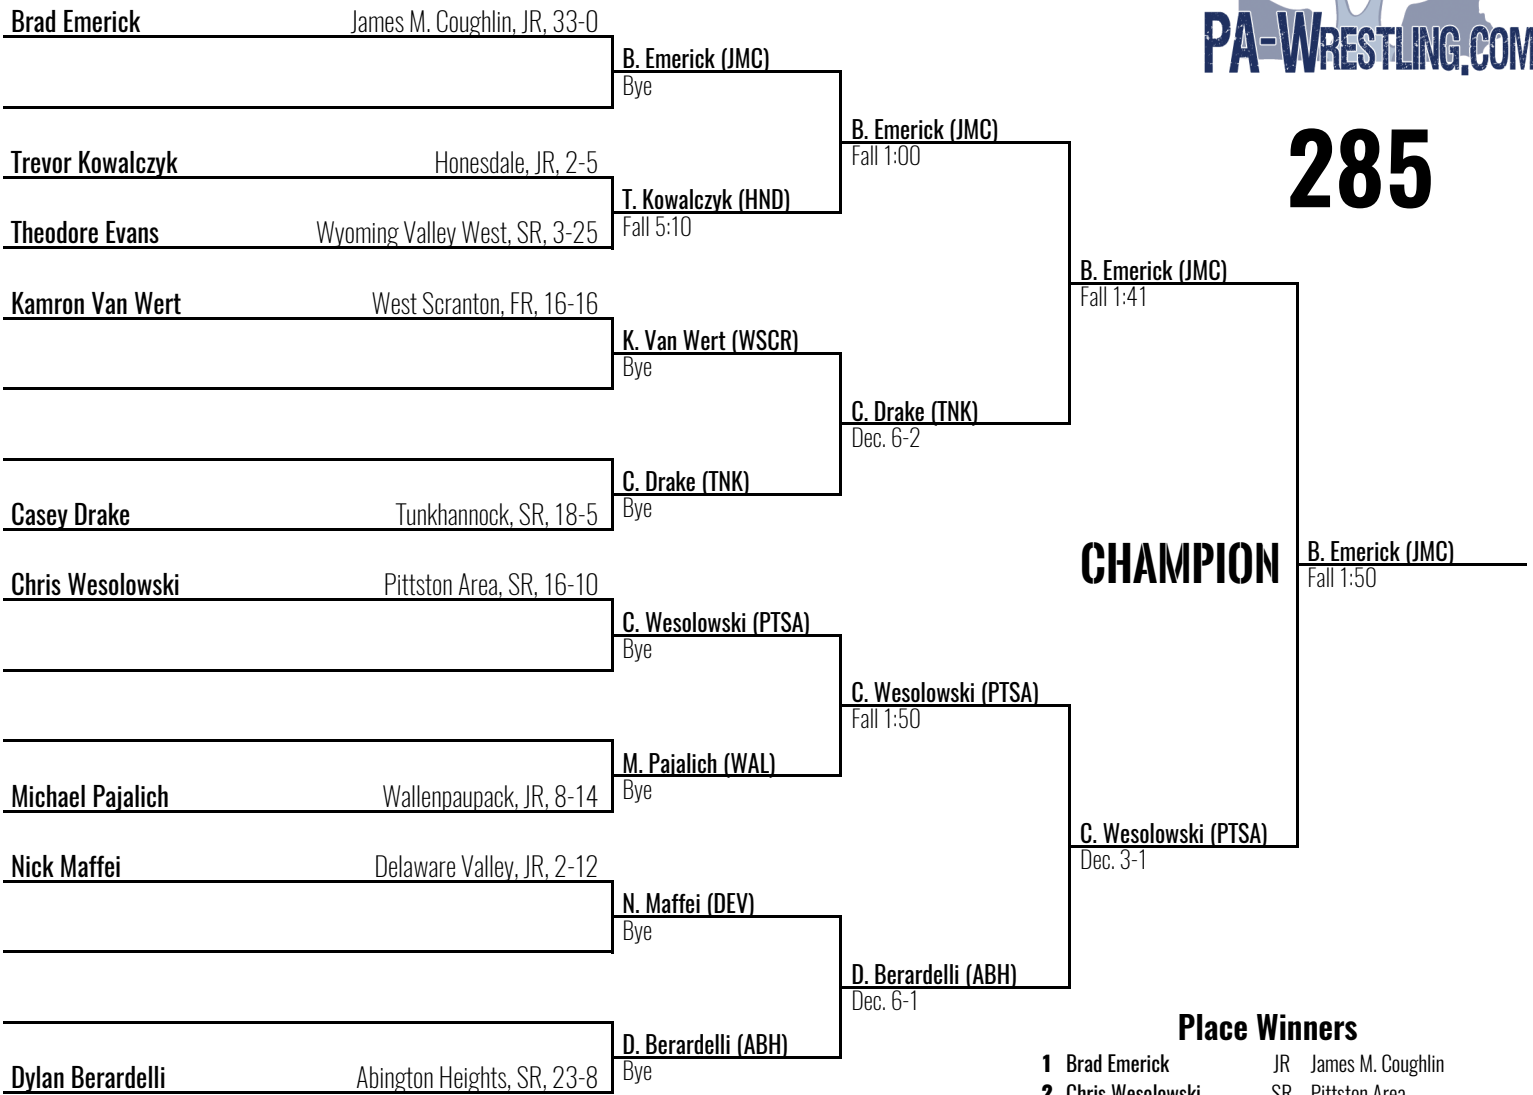 Brad Emerick James M. Coughlin, JR, 33-0
B. Emerick (JMC)
Bye
Trevor Kowalczyk Honesdale, JR, 2-5
T. Kowalczyk (HND)
Fall 5:10
Theodore Evans Wyoming Valley West, SR, 3-25
B. Emerick (JMC)
Fall 1:00
Kamron Van Wert West Scranton, FR, 16-16
K. Van Wert (WSCR)
Bye
C. Drake (TNK)
Bye
Casey Drake Tunkhannock, SR, 18-5
C. Drake (TNK)
Dec. 6-2
B. Emerick (JMC)
Fall 1:41
Chris Wesolowski Pittston Area, SR, 16-10
C. Wesolowski (PTSA)
Bye
M. Pajalich (WAL)
Bye
Michael Pajalich Wallenpaupack, JR, 8-14
C. Wesolowski (PTSA)
Fall 1:50
Nick Maffei Delaware Valley, JR, 2-12
N. Maffei (DEV)
Bye
D. Berardelli (ABH)
Bye
Dylan Berardelli Abington Heights, SR, 23-8
D. Berardelli (ABH)
Dec. 6-1
C. Wesolowski (PTSA)
Dec. 3-1
CHAMPION
B. Emerick (JMC)
Fall 1:50
PA-WRESTLING.COM
285
Place Winners
1 Brad Emerick JR James M. Coughlin
2 Chris Wesolowski SR Pittston Area